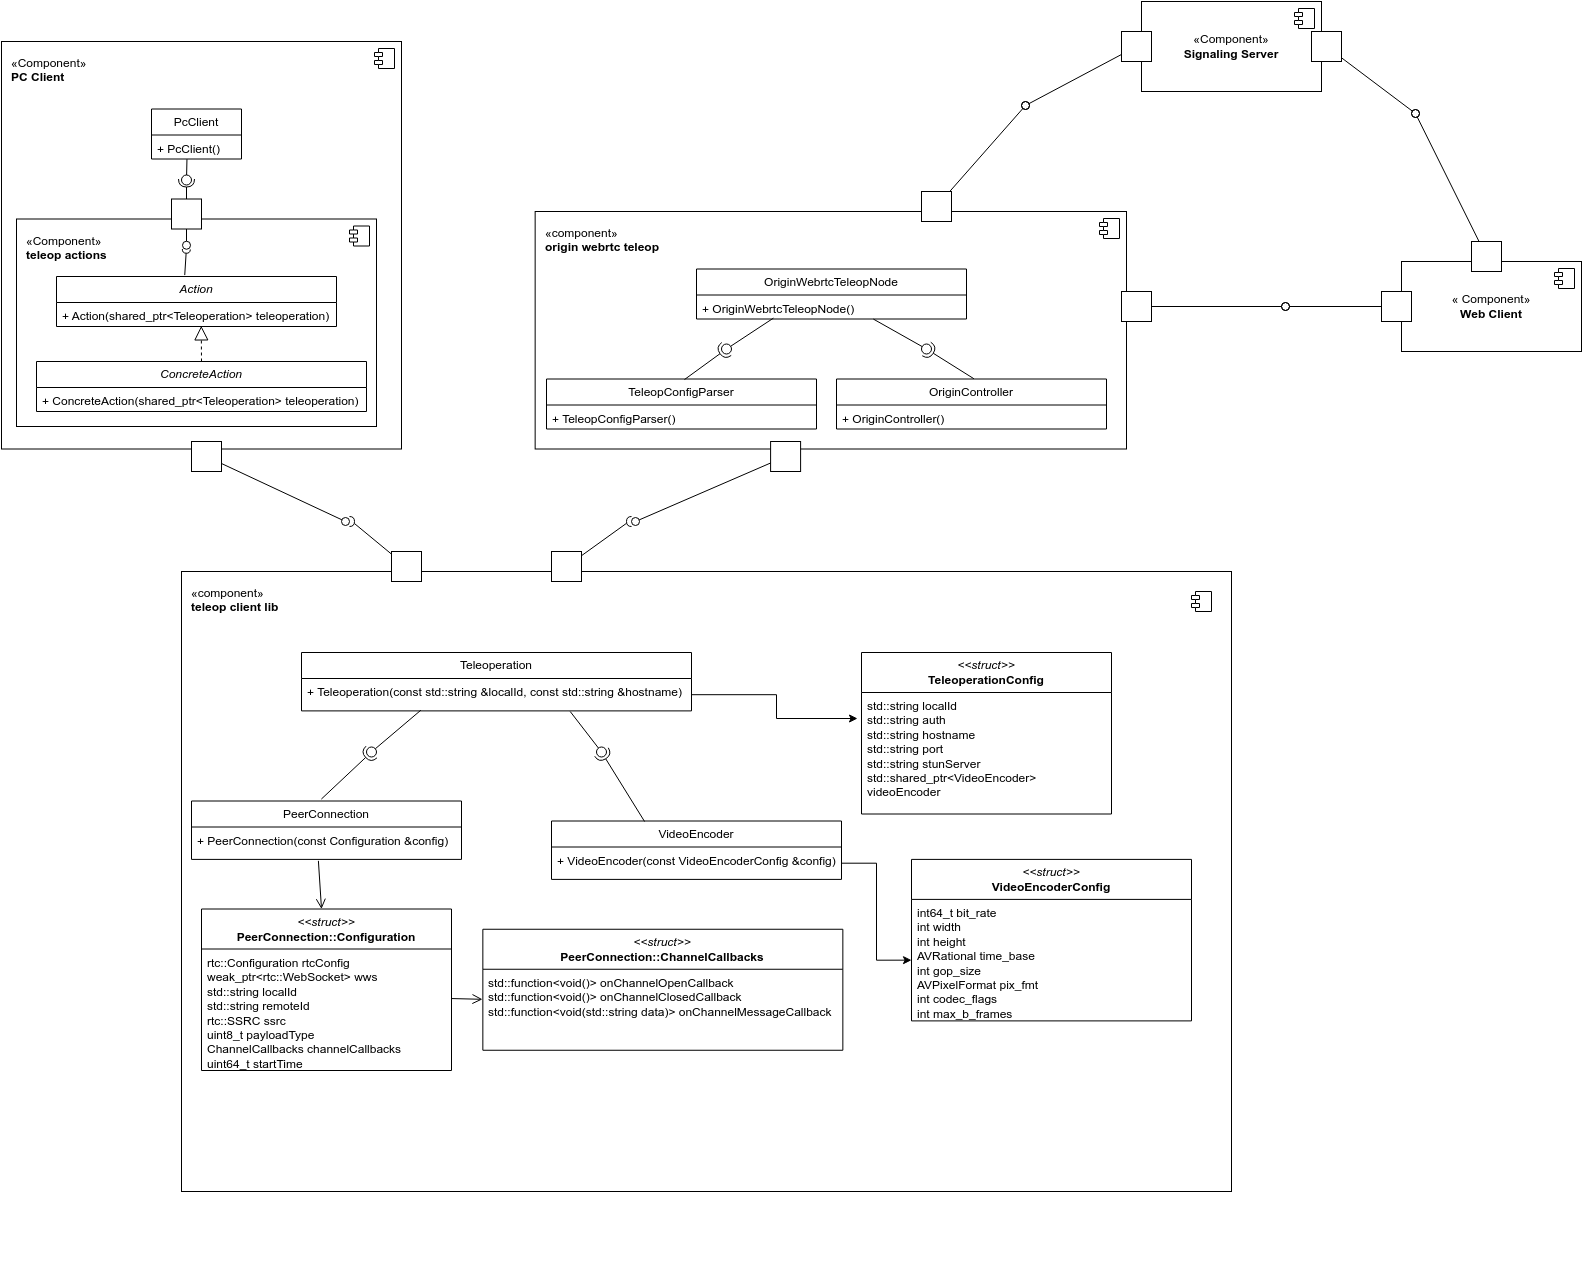 «Component»
Signaling Server
«Component»
PC Client
PcClient
+ PcClient()
«Component»
teleop actions
Action
+ Action(shared_ptr<Teleoperation> teleoperation)
ConcreteAction
+ ConcreteAction(shared_ptr<Teleoperation> teleoperation)
«component»
origin webrtc teleop
OriginWebrtcTeleopNode
+ OriginWebrtcTeleopNode()
TeleopConfigParser
+ TeleopConfigParser()
OriginController
+ OriginController()
« Component»
Web Client
«component»
teleop client lib
Teleoperation
+ Teleoperation(const std::string &localId, const std::string &hostname)
<<struct>>
TeleoperationConfig
std::string localId
std::string auth
std::string hostname
std::string port
std::string stunServer
std::shared_ptr<VideoEncoder>
videoEncoder
PeerConnection
+ PeerConnection(const Configuration &config)
VideoEncoder
+ VideoEncoder(const VideoEncoderConfig &config)
<<struct>>
VideoEncoderConfig
int64_t bit_rate
int width
int height
AVRational time_base
int gop_size
AVPixelFormat pix_fmt
int codec_flags
int max_b_frames
<<struct>>
PeerConnection::Configuration
rtc::Configuration rtcConfig
weak_ptr<rtc::WebSocket> wws
std::string localId
std::string remoteId
rtc::SSRC ssrc
uint8_t payloadType
ChannelCallbacks channelCallbacks
uint64_t startTime
<<struct>>
PeerConnection::ChannelCallbacks
std::function<void()> onChannelOpenCallback
std::function<void()> onChannelClosedCallback
std::function<void(std::string data)> onChannelMessageCallback